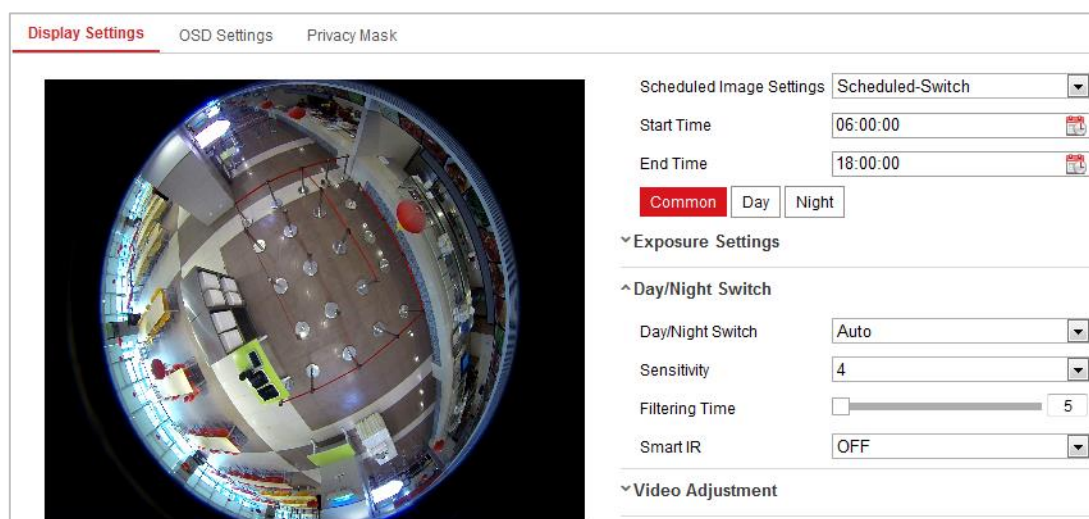 Display Settings OSD Settings Privacy Mask
Scheduled Image Settings Scheduled-Switch
Start Time 06:00:00
End Time 18:00:00
Common Day Night
Exposure Settings
Day/Night Switch
Day/Night Switch Auto
Sensitivity 4
Filtering Time 5
Smart IR OFF
Video Adjustment